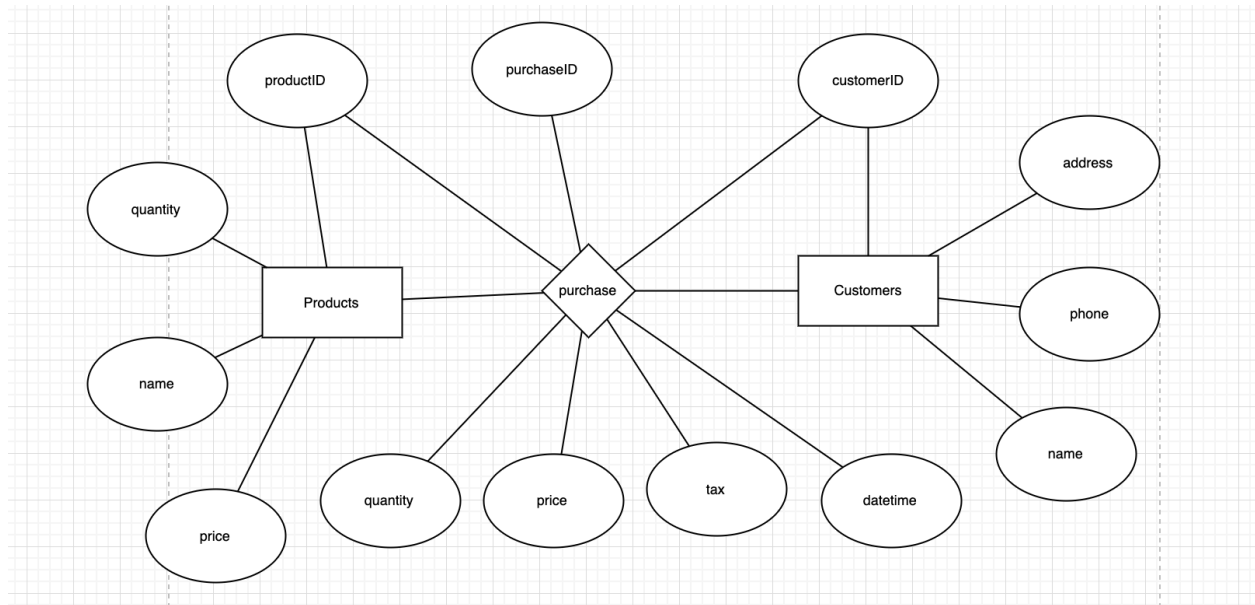 productID
purchaseID
customerID
address
quantity
Products
purchase
Customers
phone
name
name
quantity
price
tax
datetime
price